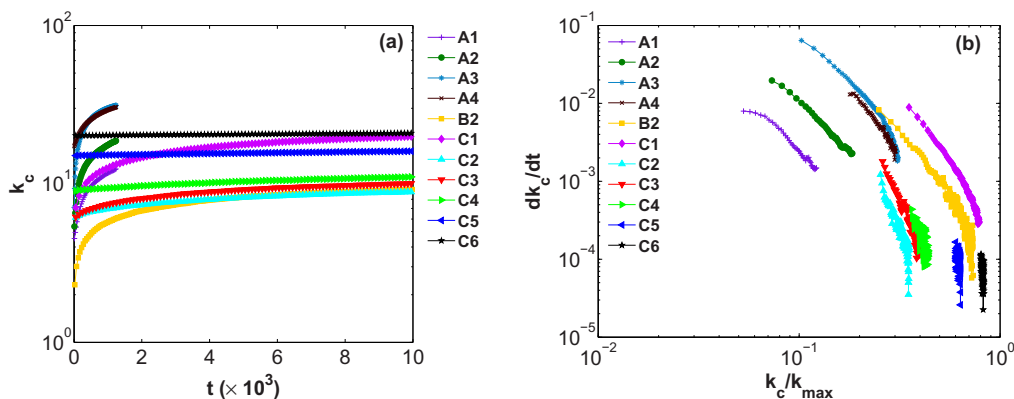 (a)
10²
10¹
10⁰
k_c
0
2
4
6
8
10
t (× 10³)
A1
A2
A3
A4
B2
C1
C2
C3
C4
C5
C6
(b)
10⁻¹
10⁻²
10⁻³
10⁻⁴
10⁻⁵
dk_c/dt
10⁻²
10⁻¹
10⁰
k_c/k_max
A1
A2
A3
A4
B2
C1
C2
C3
C4
C5
C6